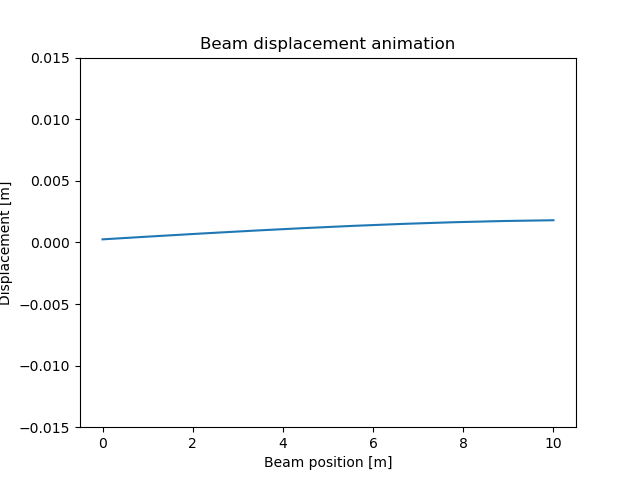 Beam displacement animation
Displacement [m]
0.015
0.010
0.005
0.000
−0.005
−0.010
−0.015
0 2 4 6 8 10
Beam position [m]